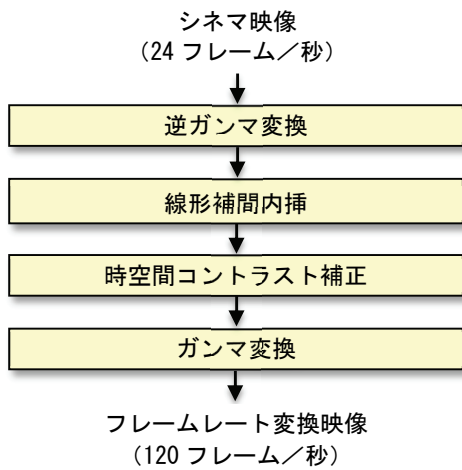 シネマ映像
（24 フレーム／秒）
逆ガンマ変換
線形補間内挿
時空間コントラスト補正
ガンマ変換
フレームレート変換映像
（120 フレーム／秒）